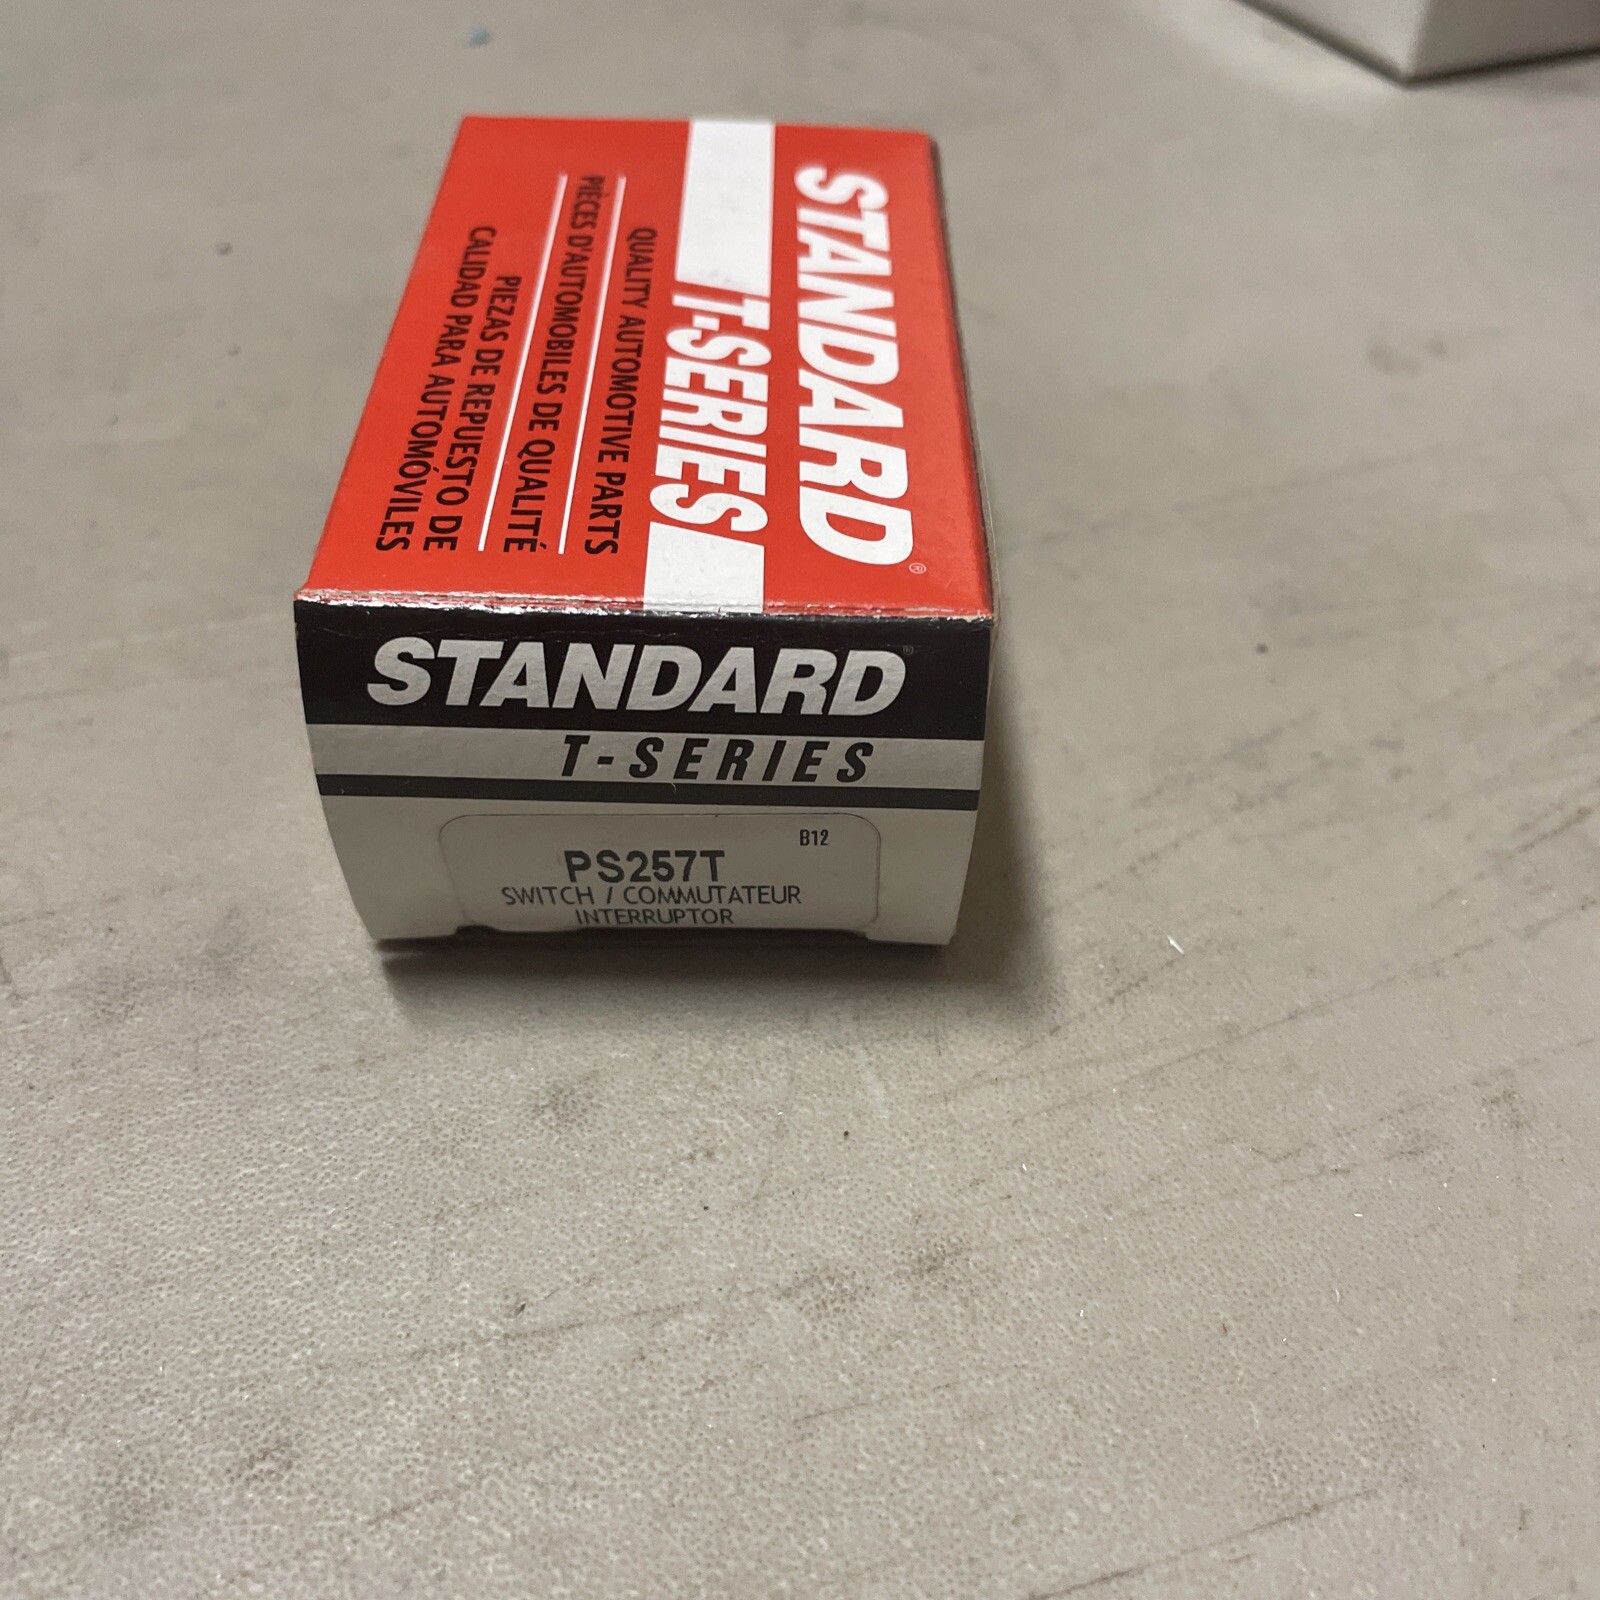 STANDARD®
T-SERIES
QUALITY AUTOMOTIVE PARTS
PIÈCES D'AUTOMOBILES DE QUALITÉ
PIEZAS DE REPUESTO DE
CALIDAD PARA AUTOMÓVILES
STANDARD®
T-SERIES
B12
PS257T
SWITCH / COMMUTATEUR
INTERRUPTOR